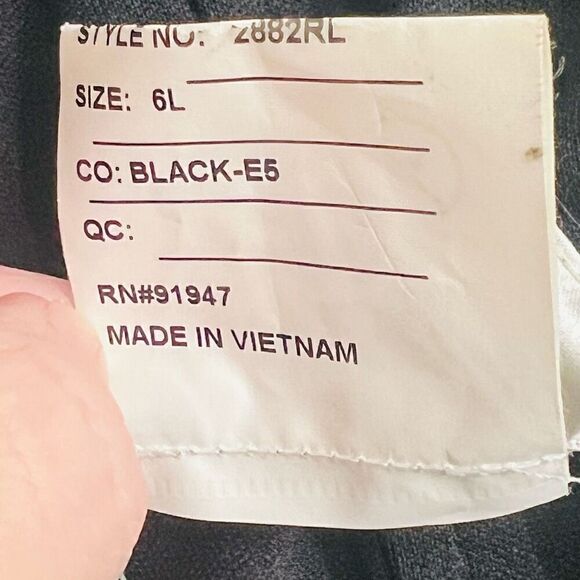 STYLE NO: 2882RL
SIZE: 6L
CO: BLACK-E5
QC:
RN#91947
MADE IN VIETNAM